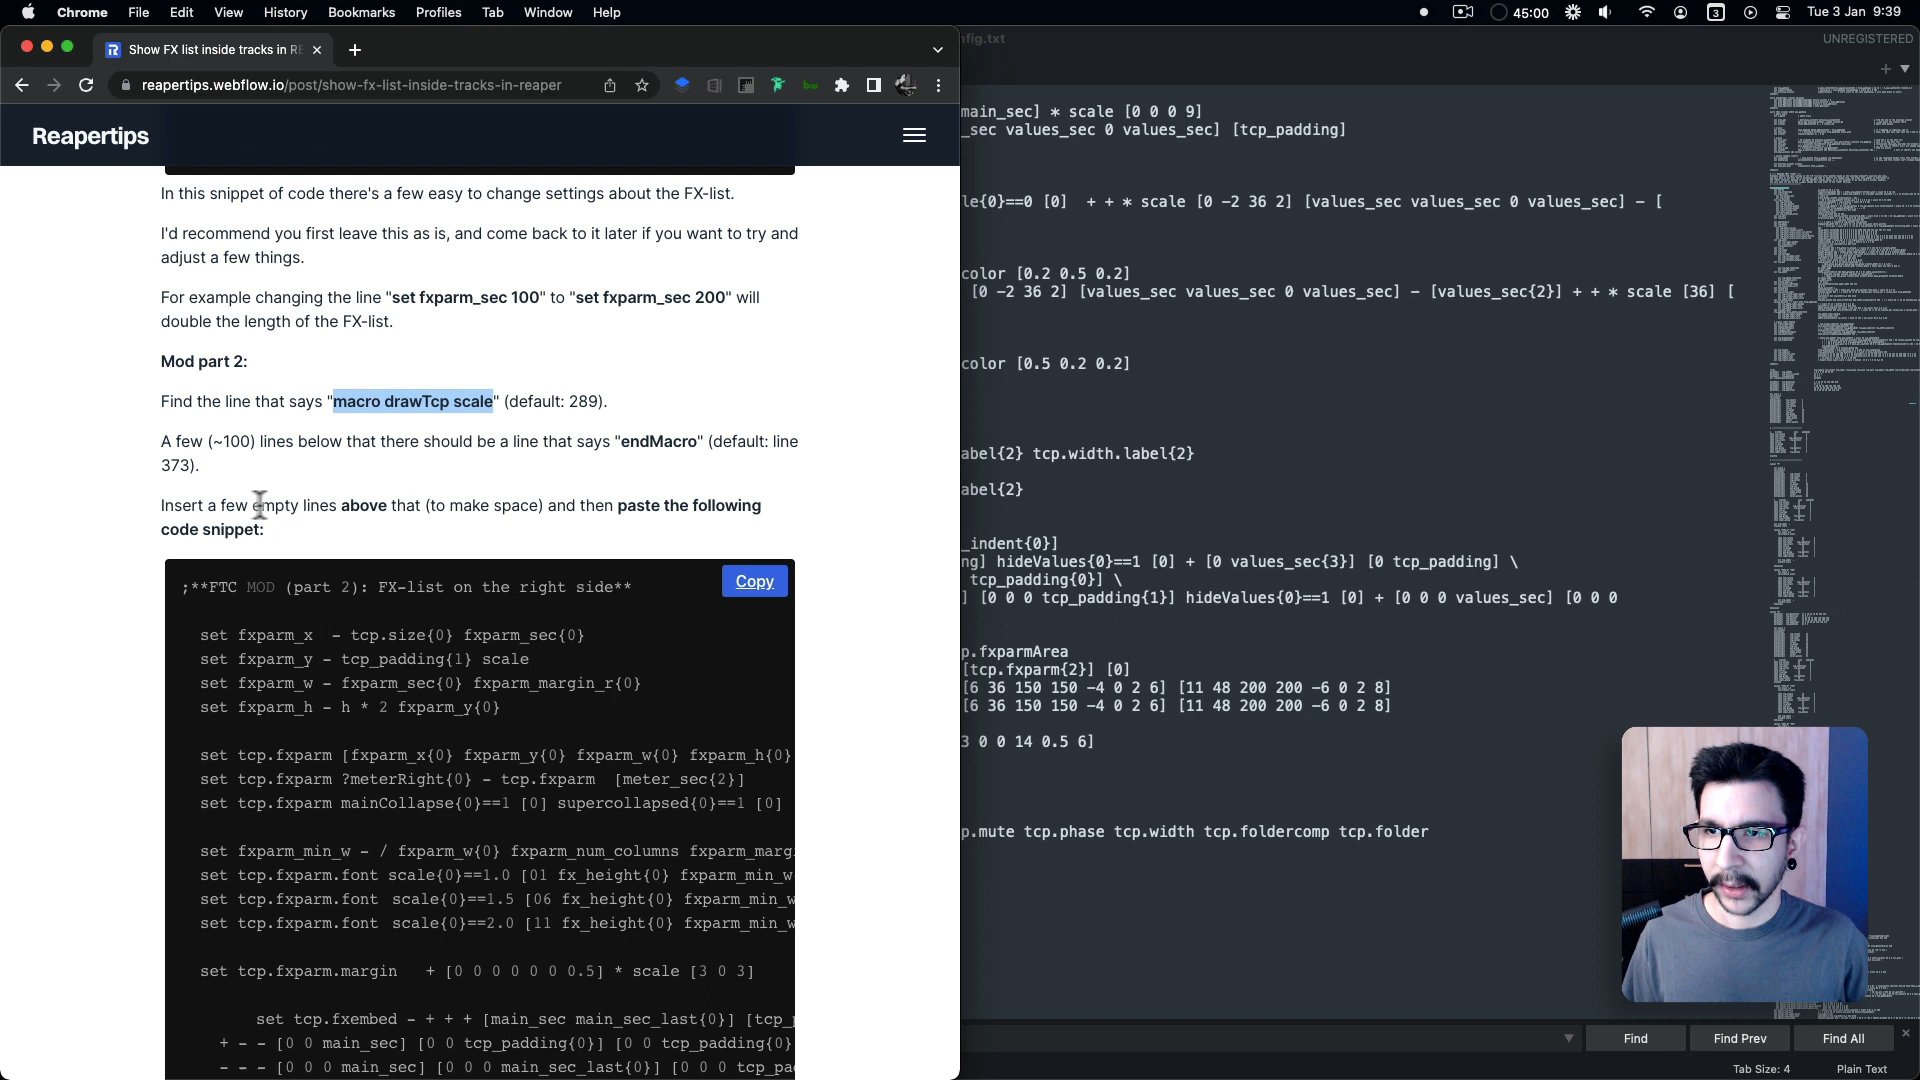 Chrome File Edit View History Bookmarks Profiles Tab Window Help
45:00
3
Tue 3 Jan 9:39
Show FX list inside tracks in RE
fig.txt
UNREGISTERED
reapertips.webflow.io/post/show-fx-list-inside-tracks-in-reaper
Reapertips
In this snippet of code there's a few easy to change settings about the FX-list.
I'd recommend you first leave this as is, and come back to it later if you want to try and
adjust a few things.
For example changing the line "set fxparm_sec 100" to "set fxparm_sec 200" will
double the length of the FX-list.
Mod part 2:
Find the line that says "macro drawTcp scale" (default: 289).
A few (~100) lines below that there should be a line that says "endMacro" (default: line
373).
Insert a few empty lines above that (to make space) and then paste the following
code snippet:
Copy
;**FTC MOD (part 2): FX-list on the right side**
set fxparm_x - tcp.size{0} fxparm_sec{0}
set fxparm_y - tcp_padding{1} scale
set fxparm_w - fxparm_sec{0} fxparm_margin_r{0}
set fxparm_h - h * 2 fxparm_y{0}
set tcp.fxparm [fxparm_x{0} fxparm_y{0} fxparm_w{0} fxparm_h{0}
set tcp.fxparm ?meterRight{0} - tcp.fxparm [meter_sec{2}]
set tcp.fxparm mainCollapse{0}==1 [0] supercollapsed{0}==1 [0]
set fxparm_min_w - / fxparm_w{0} fxparm_num_columns fxparm_marg
set tcp.fxparm.font scale{0}==1.0 [01 fx_height{0} fxparm_min_w
set tcp.fxparm.font scale{0}==1.5 [06 fx_height{0} fxparm_min_w
set tcp.fxparm.font scale{0}==2.0 [11 fx_height{0} fxparm_min_w
set tcp.fxparm.margin + [0 0 0 0 0 0 0.5] * scale [3 0 3]
set tcp.fxembed - + + + [main_sec main_sec_last{0}] [tcp_
+ - - [0 0 main_sec] [0 0 tcp_padding{0}] [0 0 tcp_padding{0}
- - - [0 0 0 main_sec] [0 0 0 main_sec_last{0}] [0 0 0 tcp_pa
main_sec] * scale [0 0 0 9]
_sec values_sec 0 values_sec] [tcp_padding]
le{0}==0 [0] + + * scale [0 -2 36 2] [values_sec values_sec 0 values_sec] - [
color [0.2 0.5 0.2]
[0 -2 36 2] [values_sec values_sec 0 values_sec] - [values_sec{2}] + + * scale [36] [
color [0.5 0.2 0.2]
abel{2} tcp.width.label{2}
abel{2}
_indent{0}]
ng] hideValues{0}==1 [0] + [0 values_sec{3}] [0 tcp_padding] \
tcp_padding{0}] \
] [0 0 0 tcp_padding{1}] hideValues{0}==1 [0] + [0 0 0 values_sec] [0 0 0
p.fxparmArea
[tcp.fxparm{2}] [0]
[6 36 150 150 -4 0 2 6] [11 48 200 200 -6 0 2 8]
[6 36 150 150 -4 0 2 6] [11 48 200 200 -6 0 2 8]
3 0 0 14 0.5 6]
p.mute tcp.phase tcp.width tcp.foldercomp tcp.folder
Find Find Prev Find All
Tab Size: 4 Plain Text